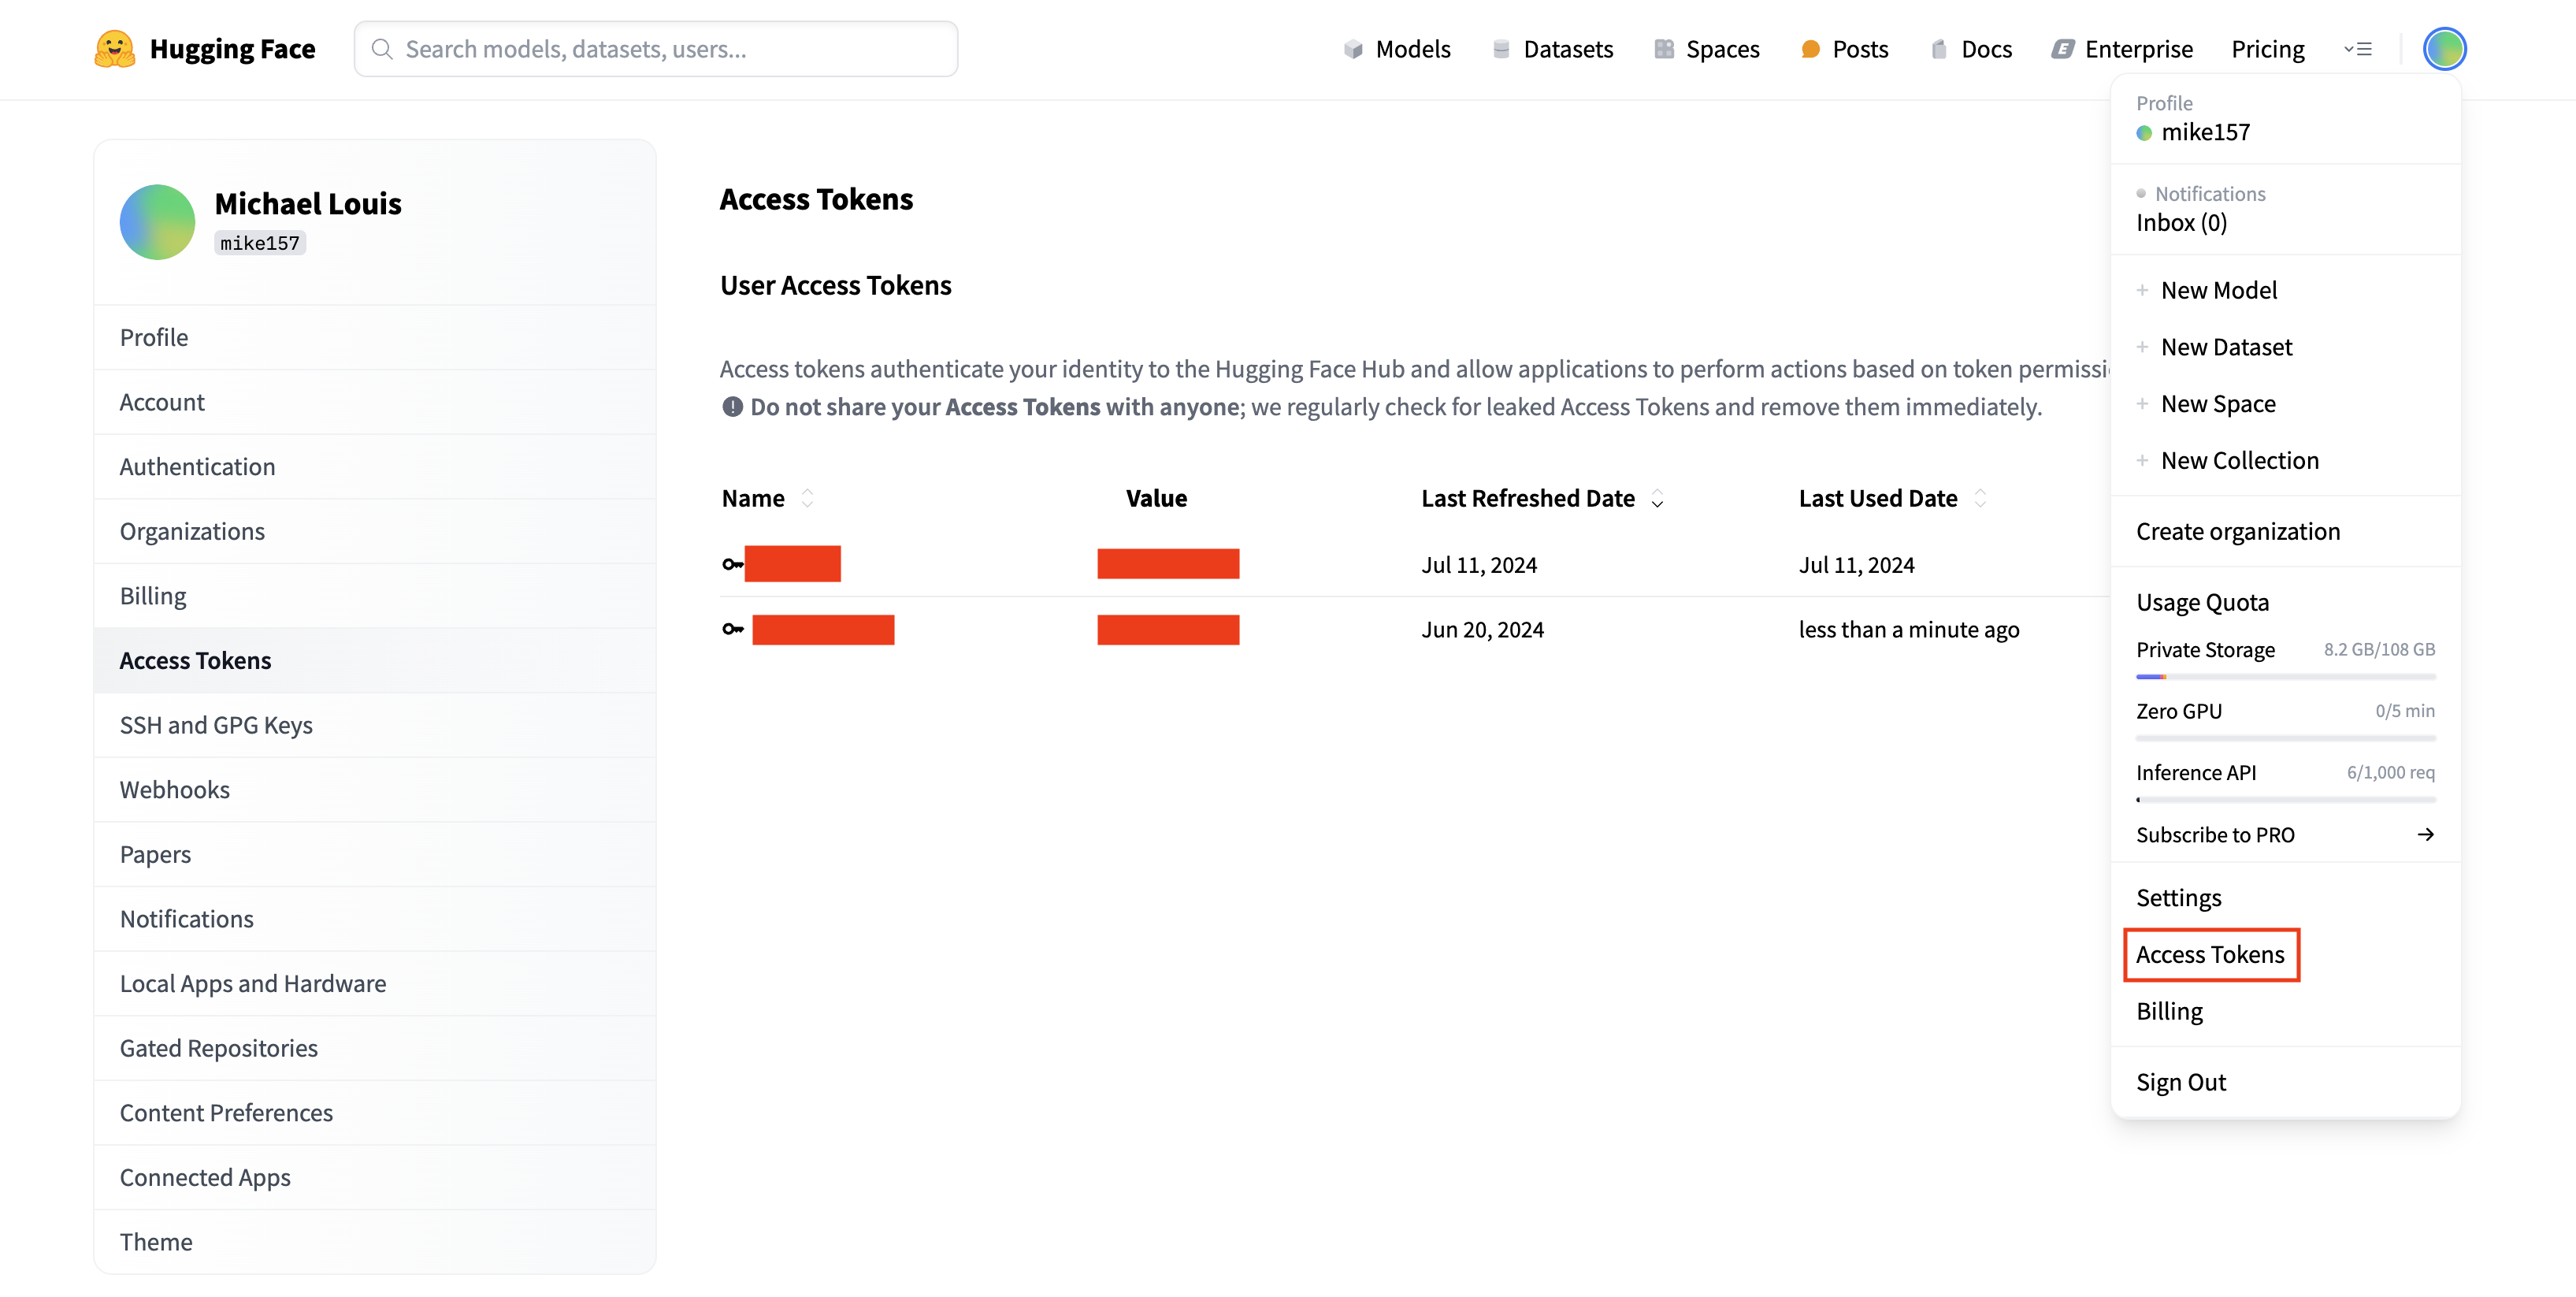 Hugging Face
Search models, datasets, users...
Models
Datasets
Spaces
Posts
Docs
Enterprise
Pricing
Michael Louis
mike157
Profile
Account
Authentication
Organizations
Billing
Access Tokens
SSH and GPG Keys
Webhooks
Papers
Notifications
Local Apps and Hardware
Gated Repositories
Content Preferences
Connected Apps
Theme
Access Tokens
User Access Tokens
Access tokens authenticate your identity to the Hugging Face Hub and allow applications to perform actions based on token
Do not share your Access Tokens with anyone; we regularly check for leaked Access Tokens and remove them immediately.
Name Value Last Refreshed Date Last Used Date
Jul 11, 2024 Jul 11, 2024
Jun 20, 2024 less than a minute ago
Profile
mike157
Notifications
Inbox (0)
+ New Model
+ New Dataset
+ New Space
+ New Collection
Create organization
Usage Quota
Private Storage 8.2 GB/108 GB
Zero GPU 0/5 min
Inference API 6/1,000 req
Subscribe to PRO →
Settings
Access Tokens
Billing
Sign Out